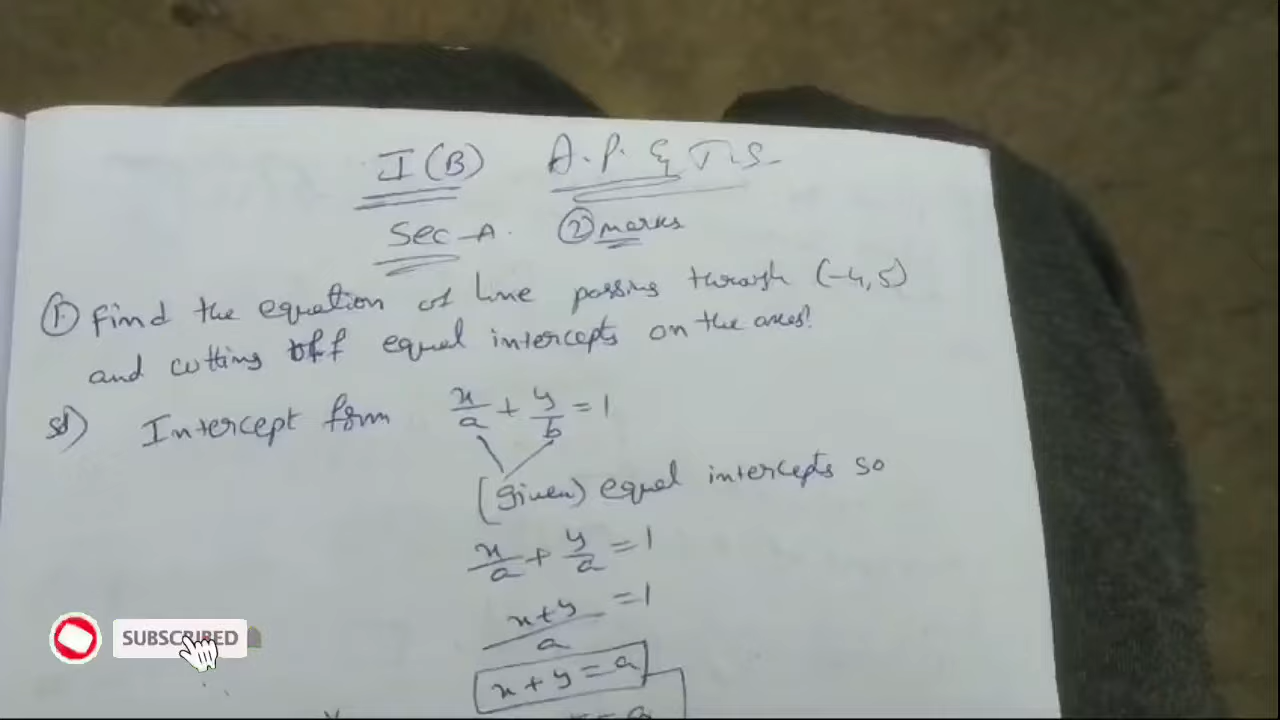 I(B) A.P. & T.S.
Sec-A. ② marks
① Find the equation of line passing through (-4,5)
and cutting off equal intercepts on the axes?
Sol) Intercept form x/a + y/b = 1
(given) equal intercepts so
x/a + y/a = 1
x+y/a = 1
x+y = a
SUBSCRIBED